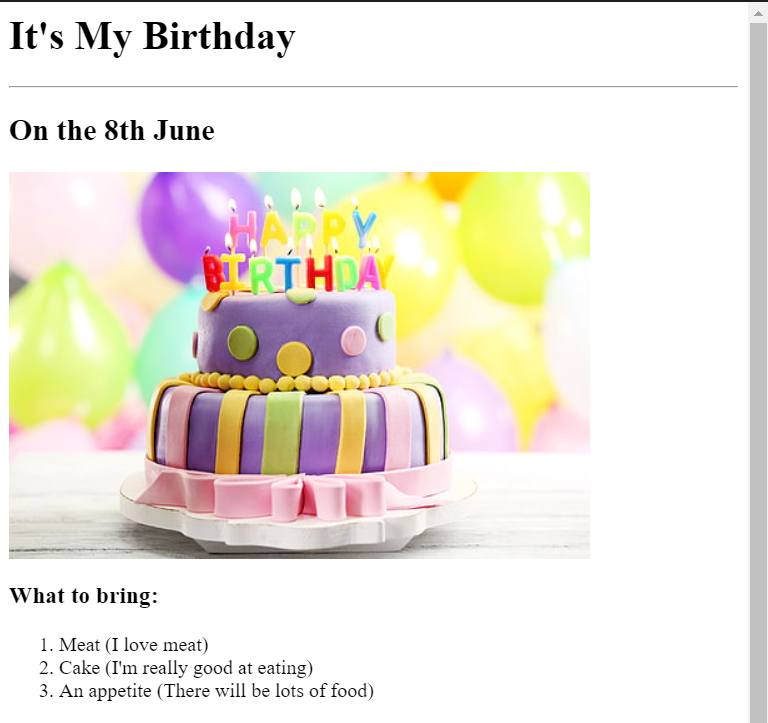 It's My Birthday
On the 8th June
HAPPY
BIRTHDAY
What to bring:
1. Meat (I love meat)
2. Cake (I'm really good at eating)
3. An appetite (There will be lots of food)